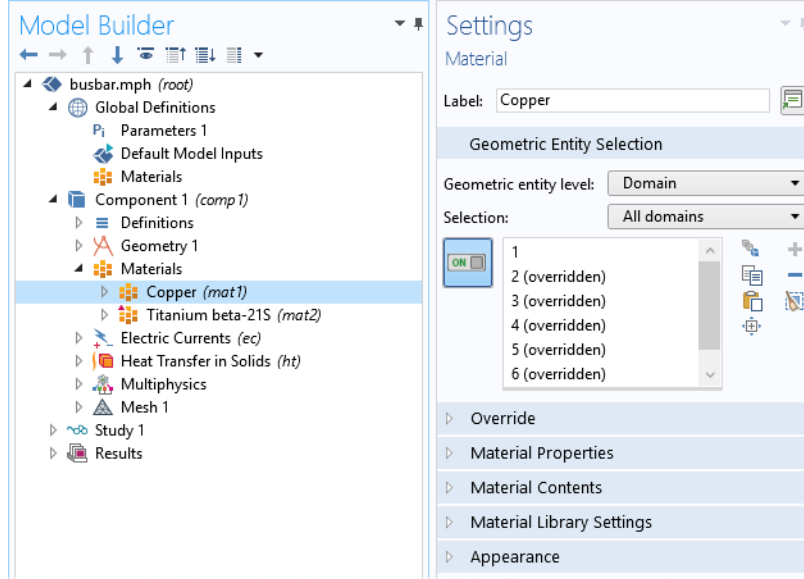 Model Builder
busbar.mph (root)
Global Definitions
Pi Parameters 1
Default Model Inputs
Materials
Component 1 (comp1)
Definitions
Geometry 1
Materials
Copper (mat1)
Titanium beta-21S (mat2)
Electric Currents (ec)
Heat Transfer in Solids (ht)
Multiphysics
Mesh 1
Study 1
Results
Settings
Material
Label: Copper
Geometric Entity Selection
Geometric entity level: Domain
Selection: All domains
ON
1
2 (overridden)
3 (overridden)
4 (overridden)
5 (overridden)
6 (overridden)
Override
Material Properties
Material Contents
Material Library Settings
Appearance